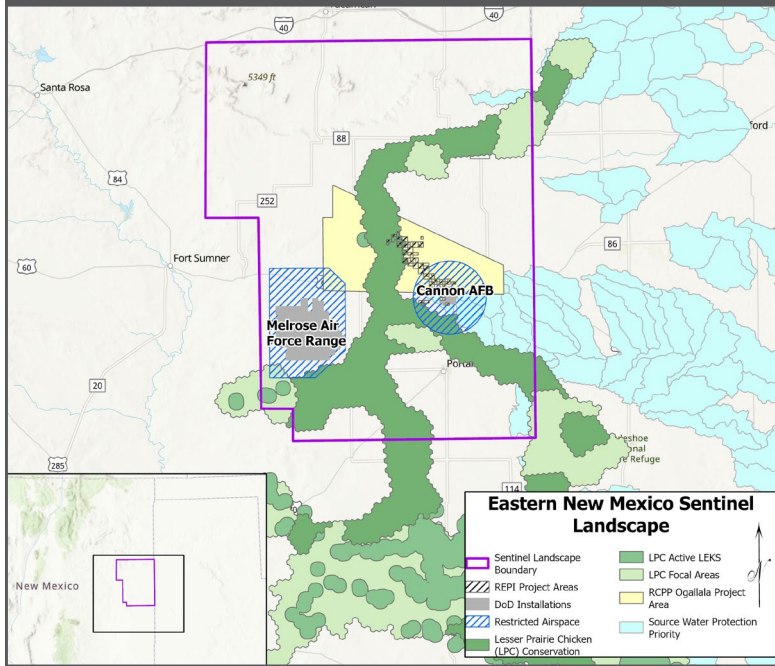 40
40
Santa Rosa
5349 ft
88
84
252
60
Fort Sumner
86
Cannon AFB
Melrose Air
Force Range
Portal
20
285
114
Refuge
New Mexico
Eastern New Mexico Sentinel
Landscape
Sentinel Landscape
Boundary
REPI Project Areas
DoD Installations
Restricted Airspace
Lesser Prairie Chicken
(LPC) Conservation
LPC Active LEKS
LPC Focal Areas
RCPP Ogallala Project
Area
Source Water Protection
Priority
N